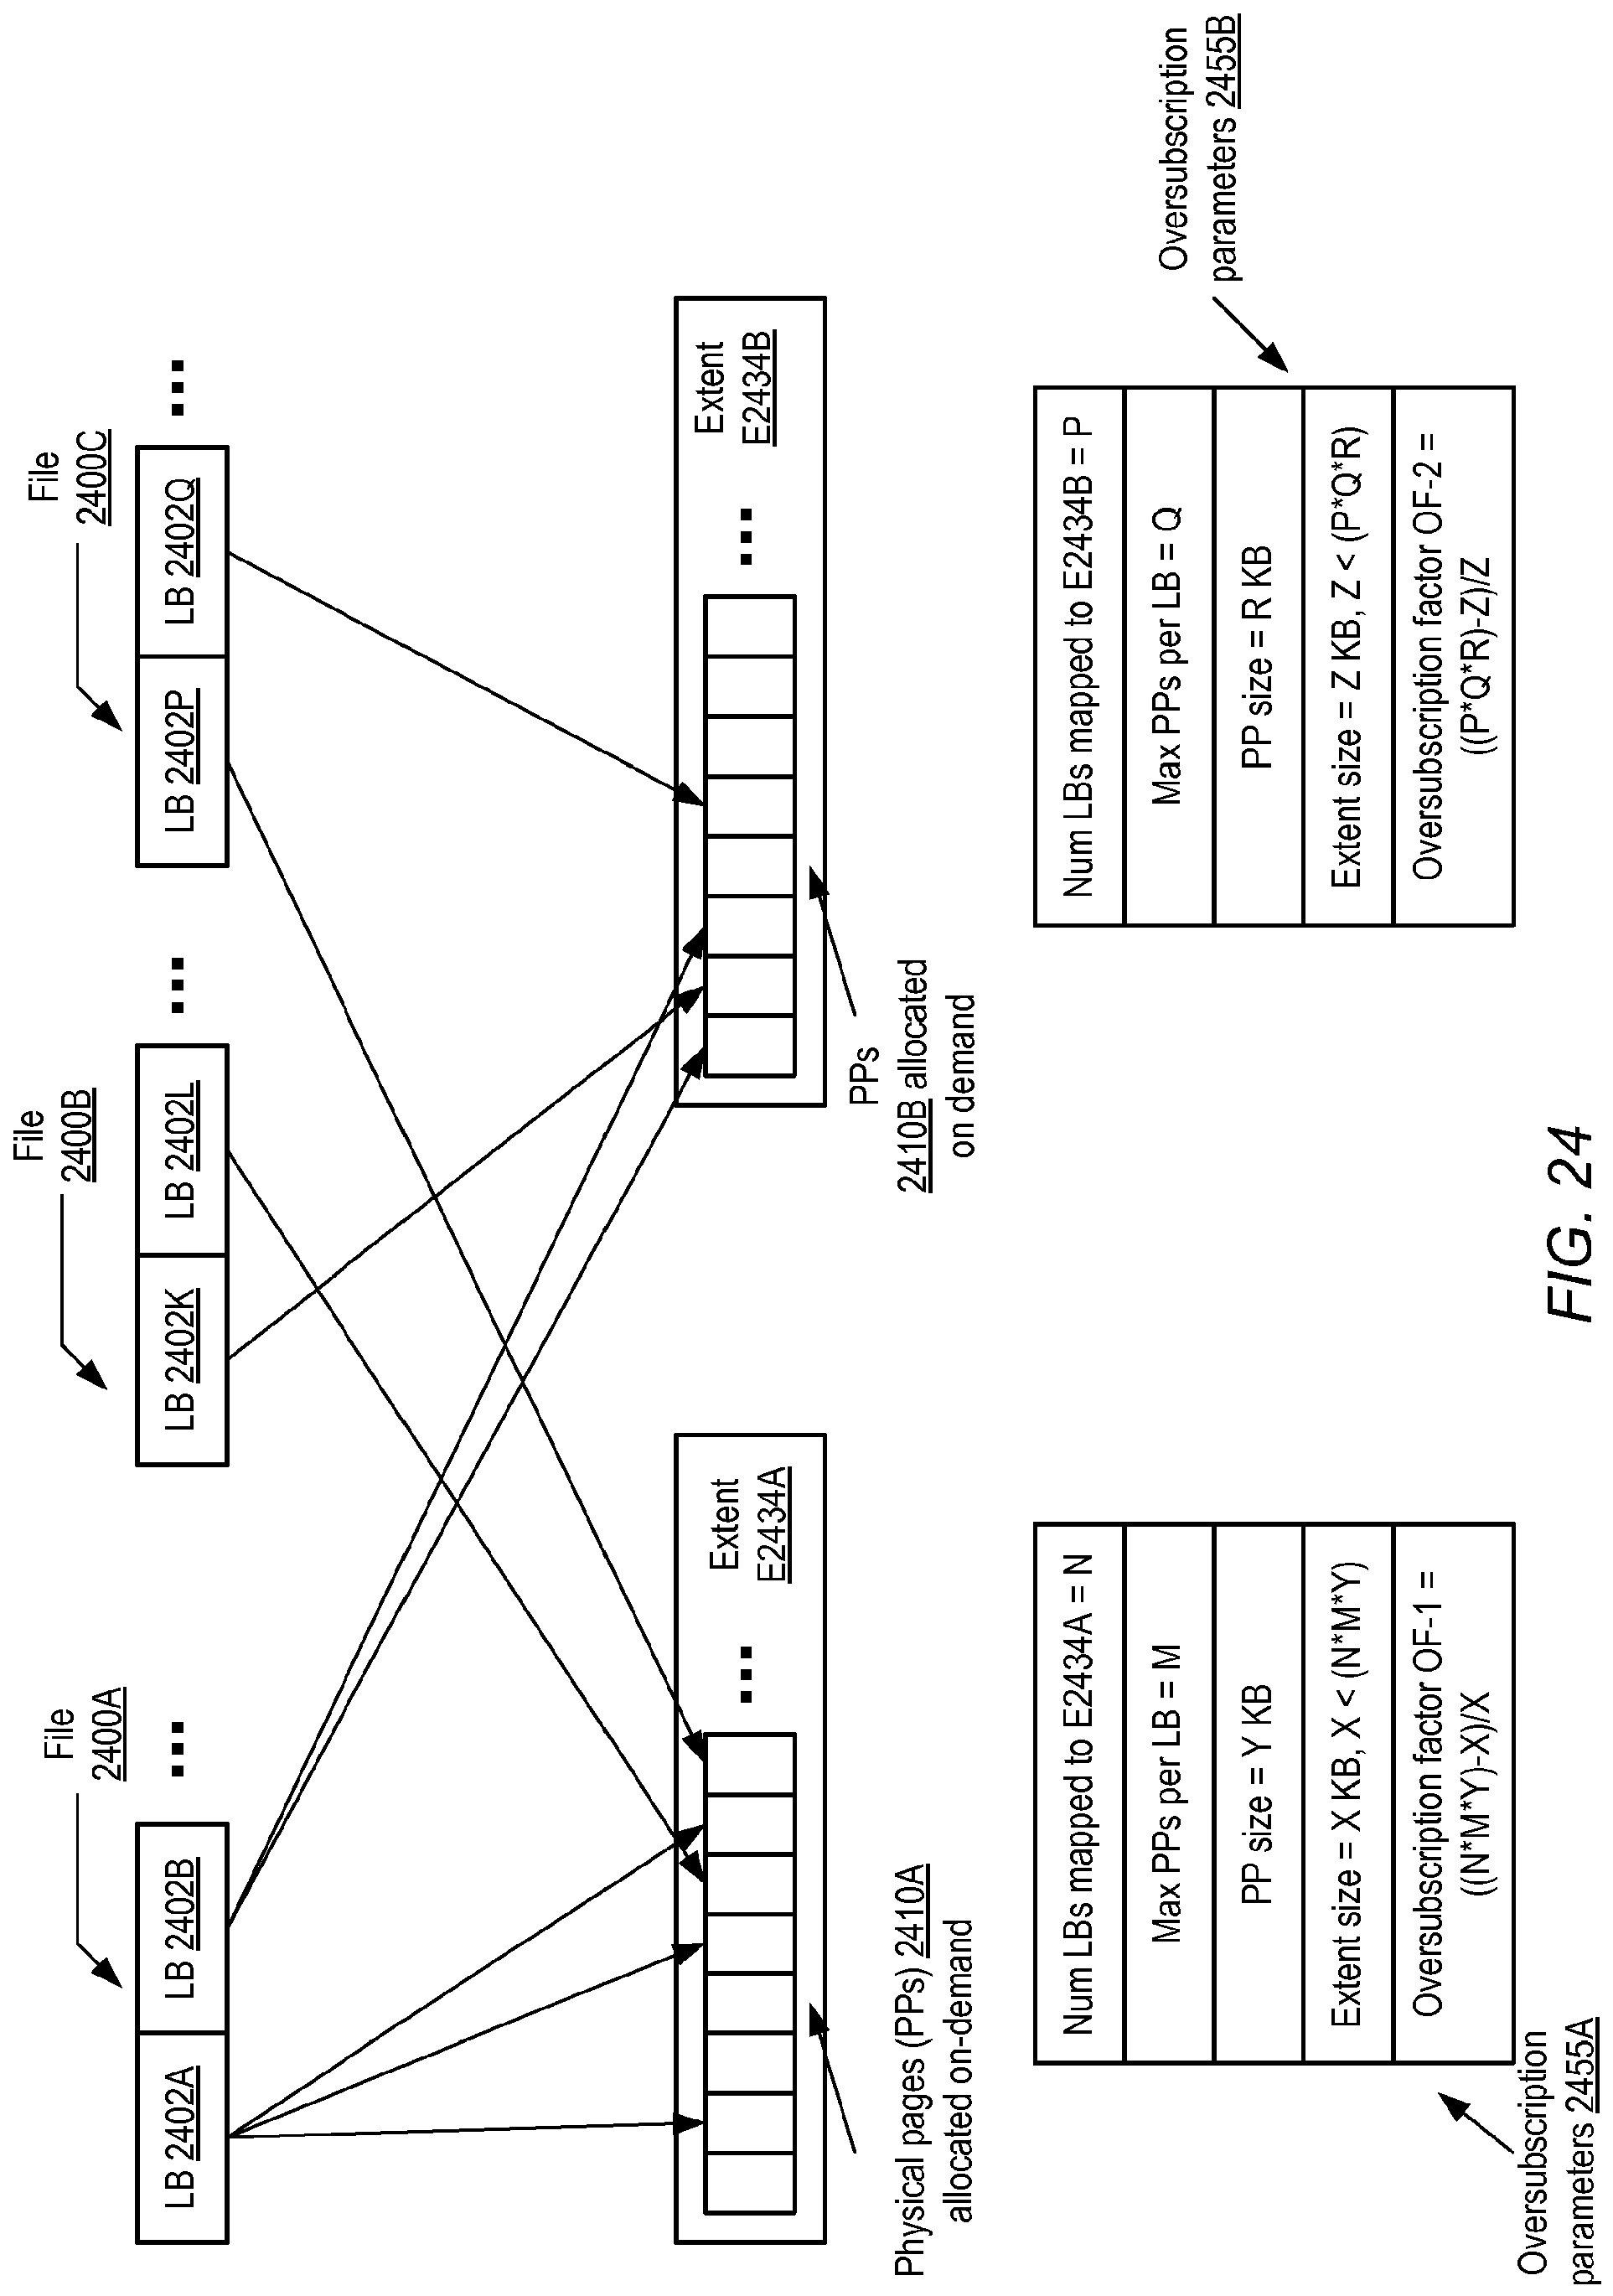 File
2400A
LB 2402A
LB 2402B
...
File
2400B
LB 2402K
LB 2402L
...
File
2400C
LB 2402P
LB 2402Q
...
Extent
E2434A
...
Physical pages (PPs) 2410A
allocated on-demand
Extent
E2434B
...
PPs
2410B allocated
on demand
Num LBs mapped to E2434A = N
Max PPs per LB = M
PP size = Y KB
Extent size = X KB, X < (N*M*Y)
Oversubscription factor OF-1 =
((N*M*Y)-X)/X
Oversubscription
parameters 2455A
Num LBs mapped to E2434B = P
Max PPs per LB = Q
PP size = R KB
Extent size = Z KB, Z < (P*Q*R)
Oversubscription factor OF-2 =
((P*Q*R)-Z)/Z
Oversubscription
parameters 2455B
FIG. 24